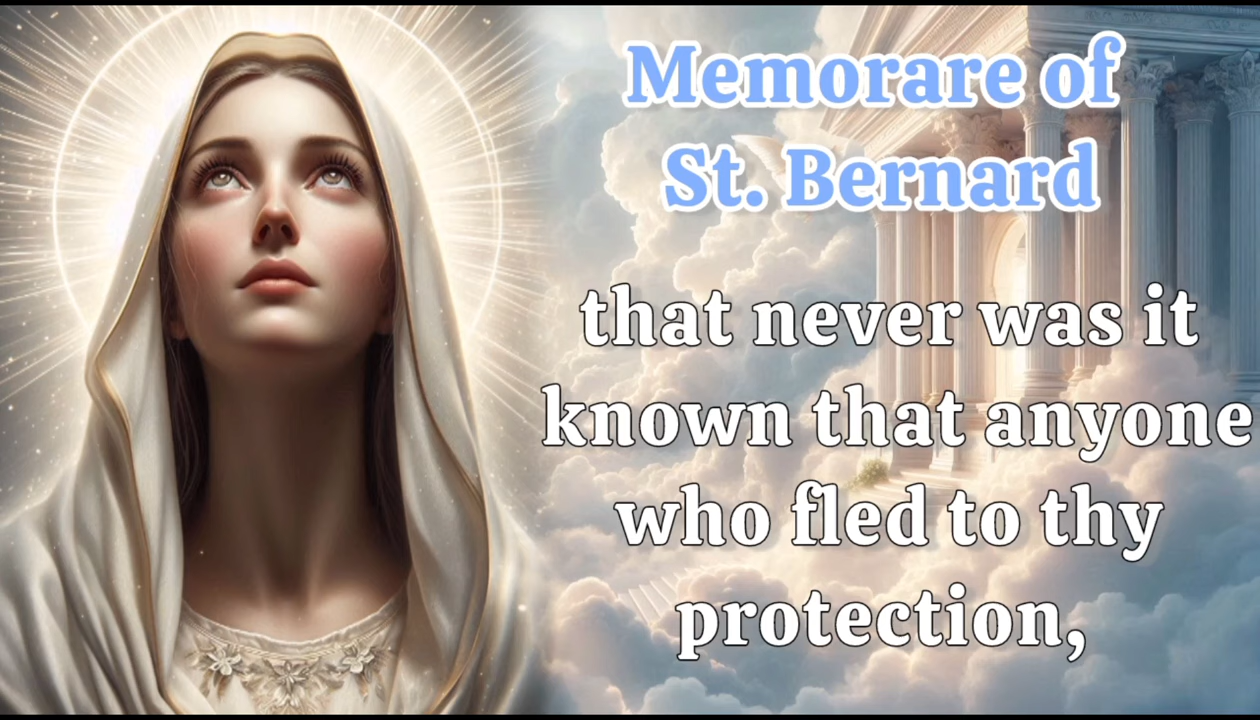 Memorare of
St. Bernard
that never was it
known that anyone
who fled to thy
protection,